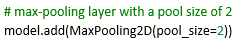 # max-pooling layer with a pool size of 2
model.add(MaxPooling2D(pool_size=2))